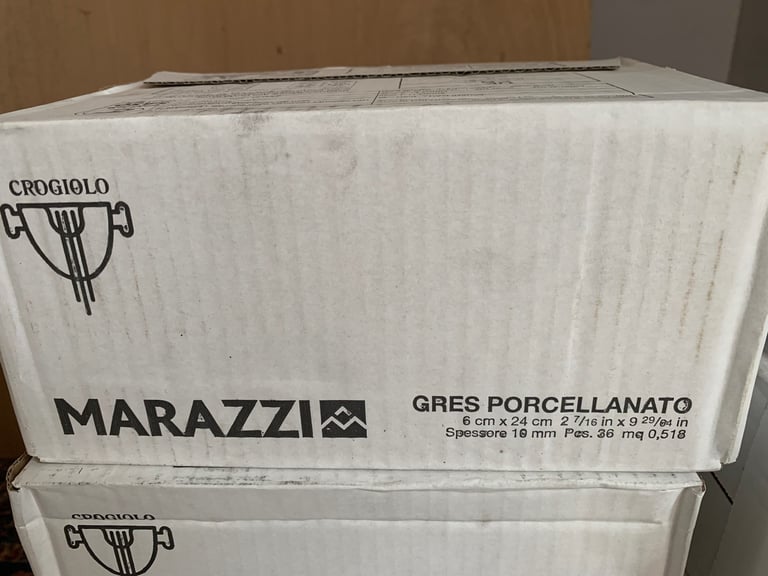 CROGIOLO
MARAZZI
GRES PORCELLANATO
6 cm x 24 cm 2 7/16 in x 9 29/64 in
Spessore 10 mm Pcs. 36 mq 0,518
CROGIOLO